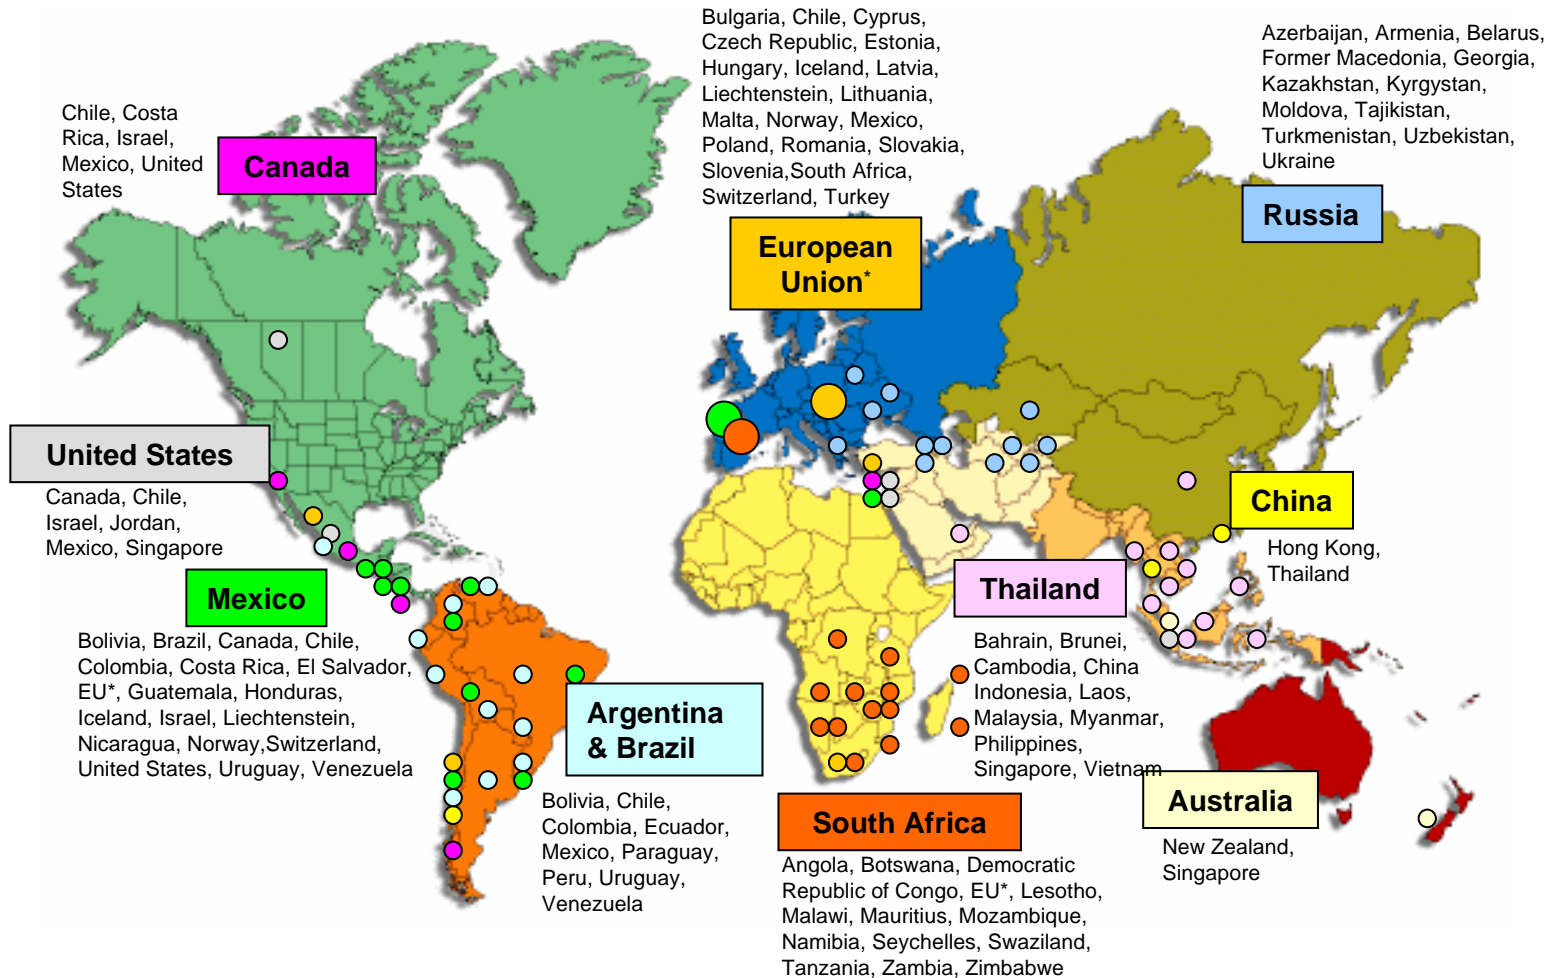 Chile, Costa
Rica, Israel,
Mexico, United
States
Canada
Bulgaria, Chile, Cyprus,
Czech Republic, Estonia,
Hungary, Iceland, Latvia,
Liechtenstein, Lithuania,
Malta, Norway, Mexico,
Poland, Romania, Slovakia,
Slovenia,South Africa,
Switzerland, Turkey
European
Union*
Azerbaijan, Armenia, Belarus,
Former Macedonia, Georgia,
Kazakhstan, Kyrgystan,
Moldova, Tajikistan,
Turkmenistan, Uzbekistan,
Ukraine
Russia
United States
Canada, Chile,
Israel, Jordan,
Mexico, Singapore
China
Hong Kong,
Thailand
Mexico
Bolivia, Brazil, Canada, Chile,
Colombia, Costa Rica, El Salvador,
EU*, Guatemala, Honduras,
Iceland, Israel, Liechtenstein,
Nicaragua, Norway,Switzerland,
United States, Uruguay, Venezuela
Thailand
Bahrain, Brunei,
Cambodia, China
Indonesia, Laos,
Malaysia, Myanmar,
Philippines,
Singapore, Vietnam
Argentina
& Brazil
Bolivia, Chile,
Colombia, Ecuador,
Mexico, Paraguay,
Peru, Uruguay,
Venezuela
South Africa
Angola, Botswana, Democratic
Republic of Congo, EU*, Lesotho,
Malawi, Mauritius, Mozambique,
Namibia, Seychelles, Swaziland,
Tanzania, Zambia, Zimbabwe
Australia
New Zealand,
Singapore